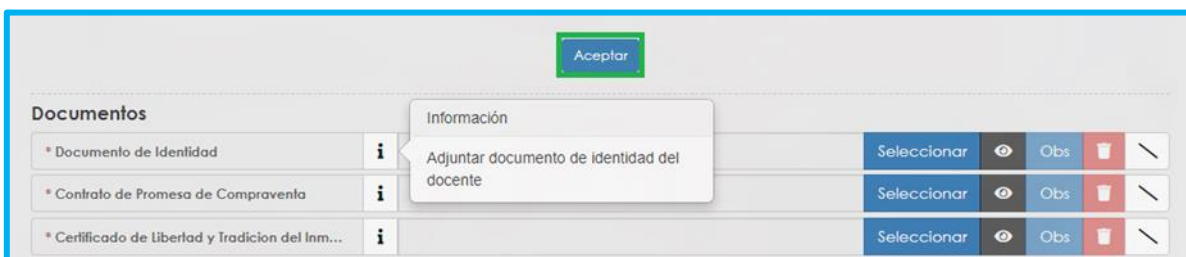 Aceptar
Documentos
Información
* Documento de Identidad i Adjuntar documento de identidad del docente Seleccionar Obs
* Contrato de Promesa de Compraventa i Seleccionar Obs
* Certificado de Libertad y Tradicion del Inm... i Seleccionar Obs